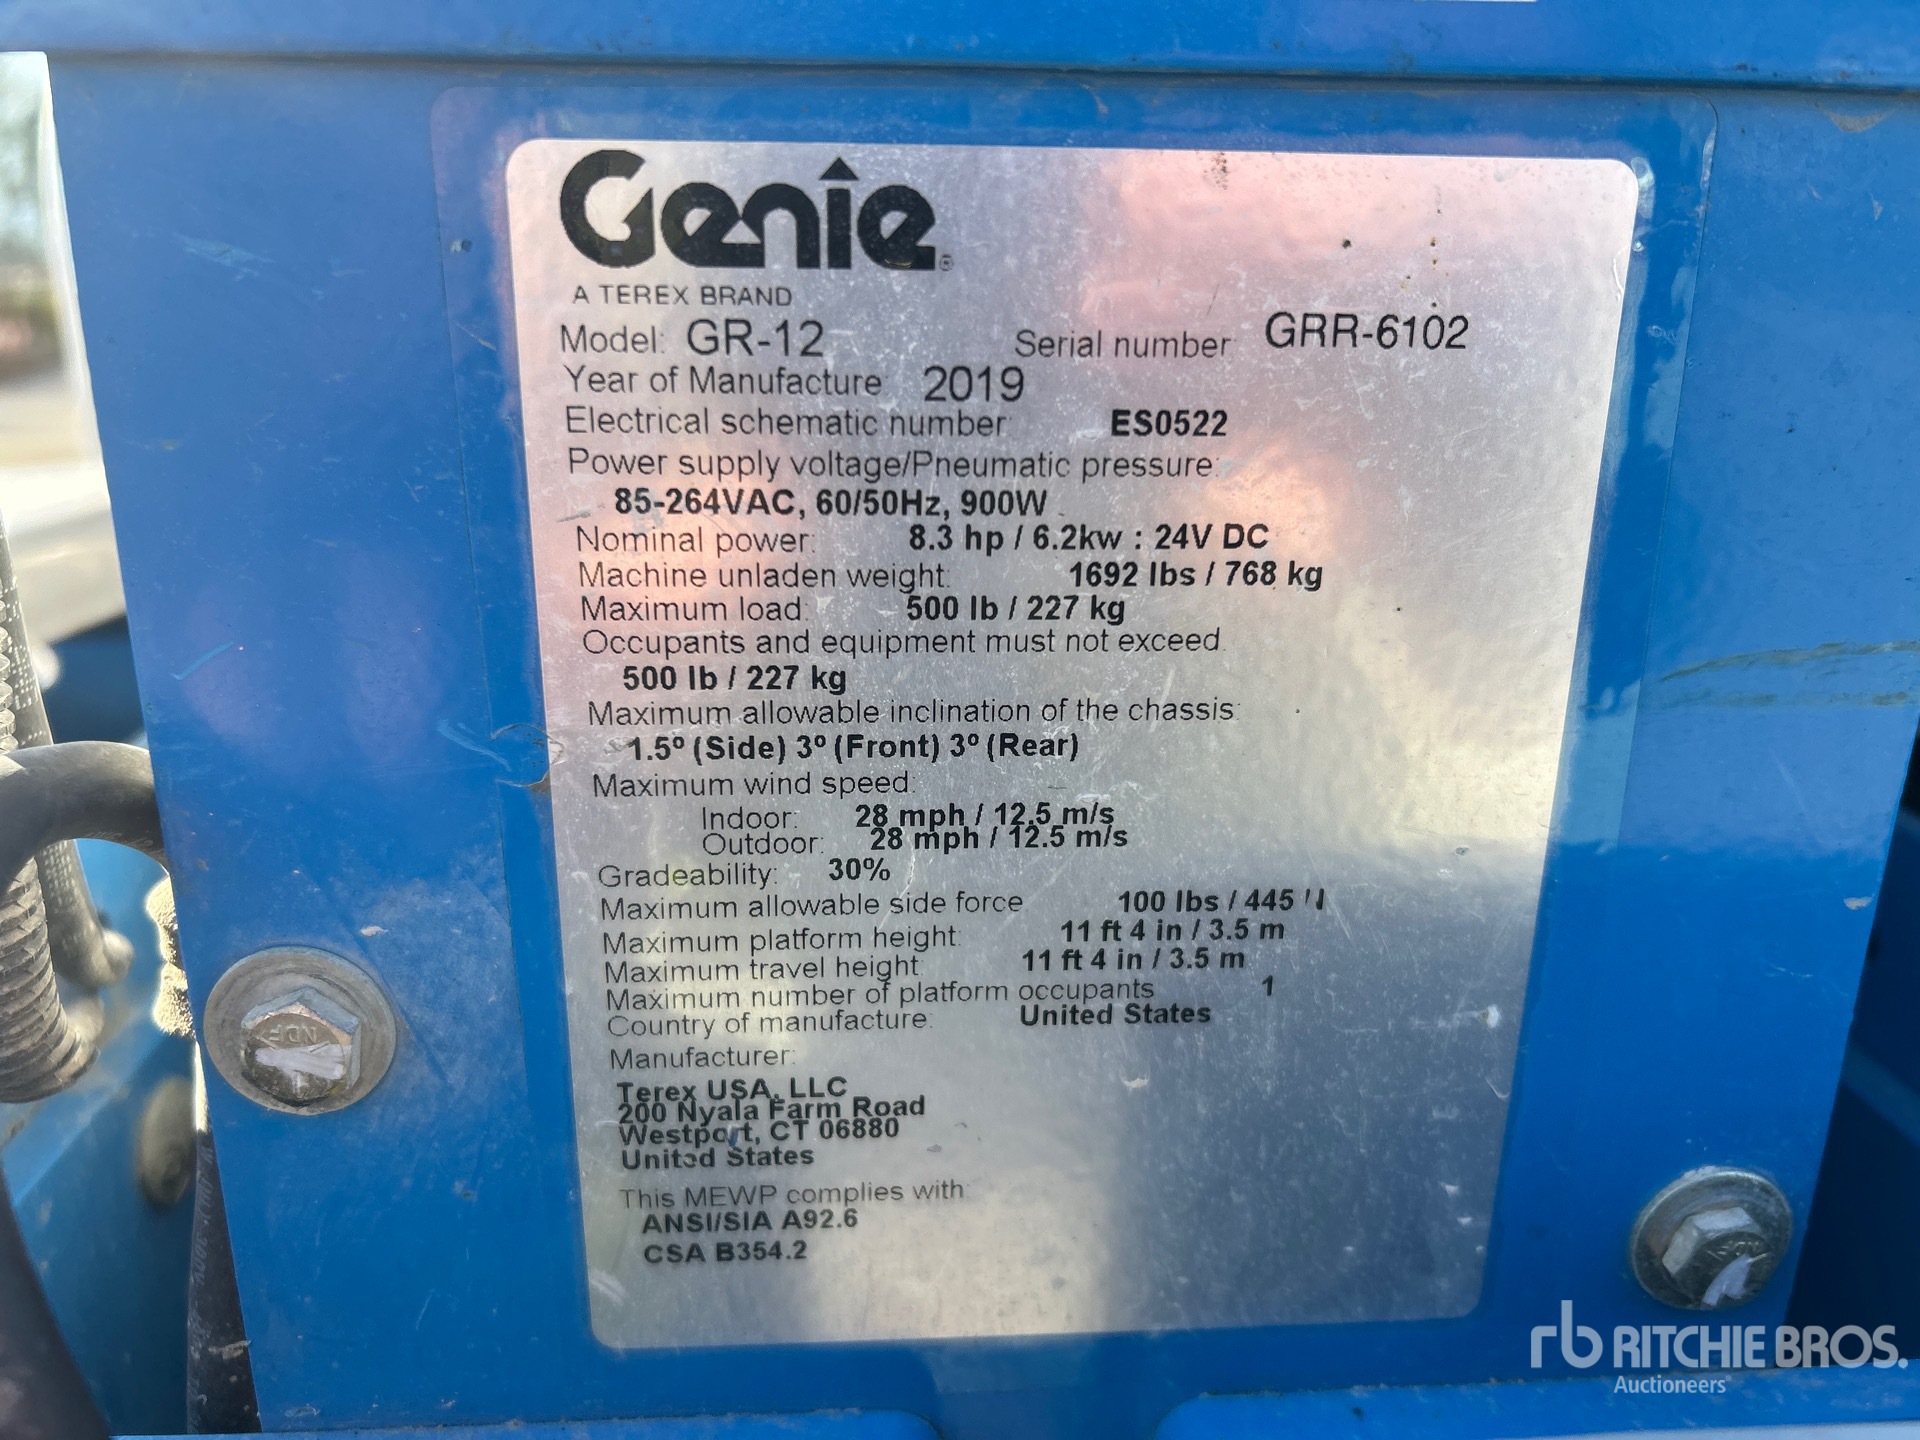 Genie®
A TEREX BRAND
Model: GR-12 Serial number: GRR-6102
Year of Manufacture: 2019
Electrical schematic number: ES0522
Power supply voltage/Pneumatic pressure:
85-264VAC, 60/50Hz, 900W
Nominal power: 8.3 hp / 6.2kw : 24V DC
Machine unladen weight: 1692 lbs / 768 kg
Maximum load: 500 lb / 227 kg
Occupants and equipment must not exceed:
500 lb / 227 kg
Maximum allowable inclination of the chassis:
1.5º (Side) 3º (Front) 3º (Rear)
Maximum wind speed:
Indoor: 28 mph / 12.5 m/s
Outdoor: 28 mph / 12.5 m/s
Gradeability: 30%
Maximum allowable side force 100 lbs / 445 N
Maximum platform height: 11 ft 4 in / 3.5 m
Maximum travel height: 11 ft 4 in / 3.5 m
Maximum number of platform occupants 1
Country of manufacture: United States
Manufacturer:
Terex USA, LLC
200 Nyala Farm Road
Westport, CT 06880
United States
This MEWP complies with:
ANSI/SIA A92.6
CSA B354.2
rb RITCHIE BROS.
Auctioneers